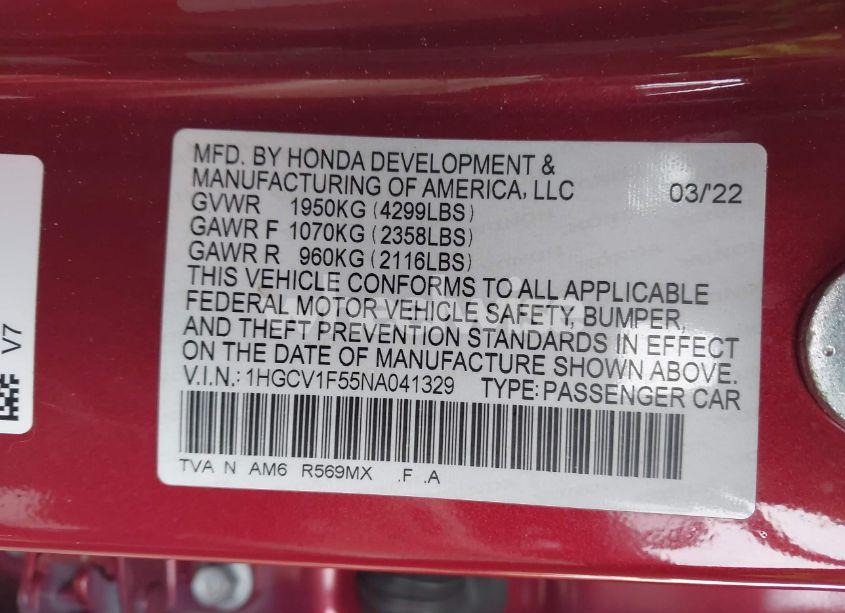 MFD. BY HONDA DEVELOPMENT &
MANUFACTURING OF AMERICA, LLC 03/'22
GVWR 1950KG (4299LBS)
GAWR F 1070KG (2358LBS)
GAWR R 960KG (2116LBS)
THIS VEHICLE CONFORMS TO ALL APPLICABLE
FEDERAL MOTOR VEHICLE SAFETY, BUMPER,
AND THEFT PREVENTION STANDARDS IN EFFECT
ON THE DATE OF MANUFACTURE SHOWN ABOVE.
V.I.N.: 1HGCV1F55NA041329 TYPE: PASSENGER CAR
TVA N AM6 R569MX .F .A
V7